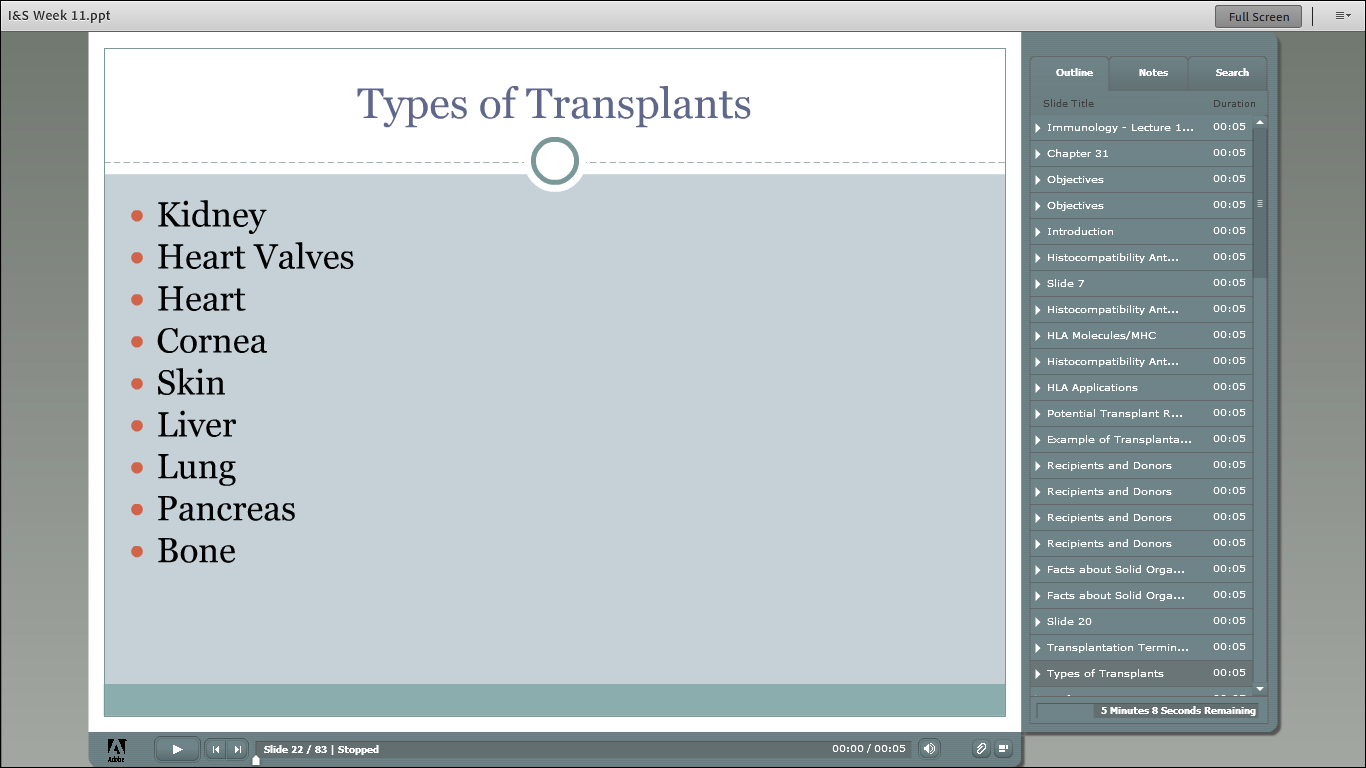 I&S Week 11.ppt
Full Screen
Types of Transplants
Kidney
Heart Valves
Heart
Cornea
Skin
Liver
Lung
Pancreas
Bone
Outline Notes Search
Slide Title Duration
Immunology - Lecture 1... 00:05
Chapter 31 00:05
Objectives 00:05
Objectives 00:05
Introduction 00:05
Histocompatibility Ant... 00:05
Slide 7 00:05
Histocompatibility Ant... 00:05
HLA Molecules/MHC 00:05
Histocompatibility Ant... 00:05
HLA Applications 00:05
Potential Transplant R... 00:05
Example of Transplanta... 00:05
Recipients and Donors 00:05
Recipients and Donors 00:05
Recipients and Donors 00:05
Recipients and Donors 00:05
Facts about Solid Orga... 00:05
Facts about Solid Orga... 00:05
Slide 20 00:05
Transplantation Termin... 00:05
Types of Transplants 00:05
5 Minutes 8 Seconds Remaining
Adobe
Slide 22 / 83 | Stopped 00:00 / 00:05